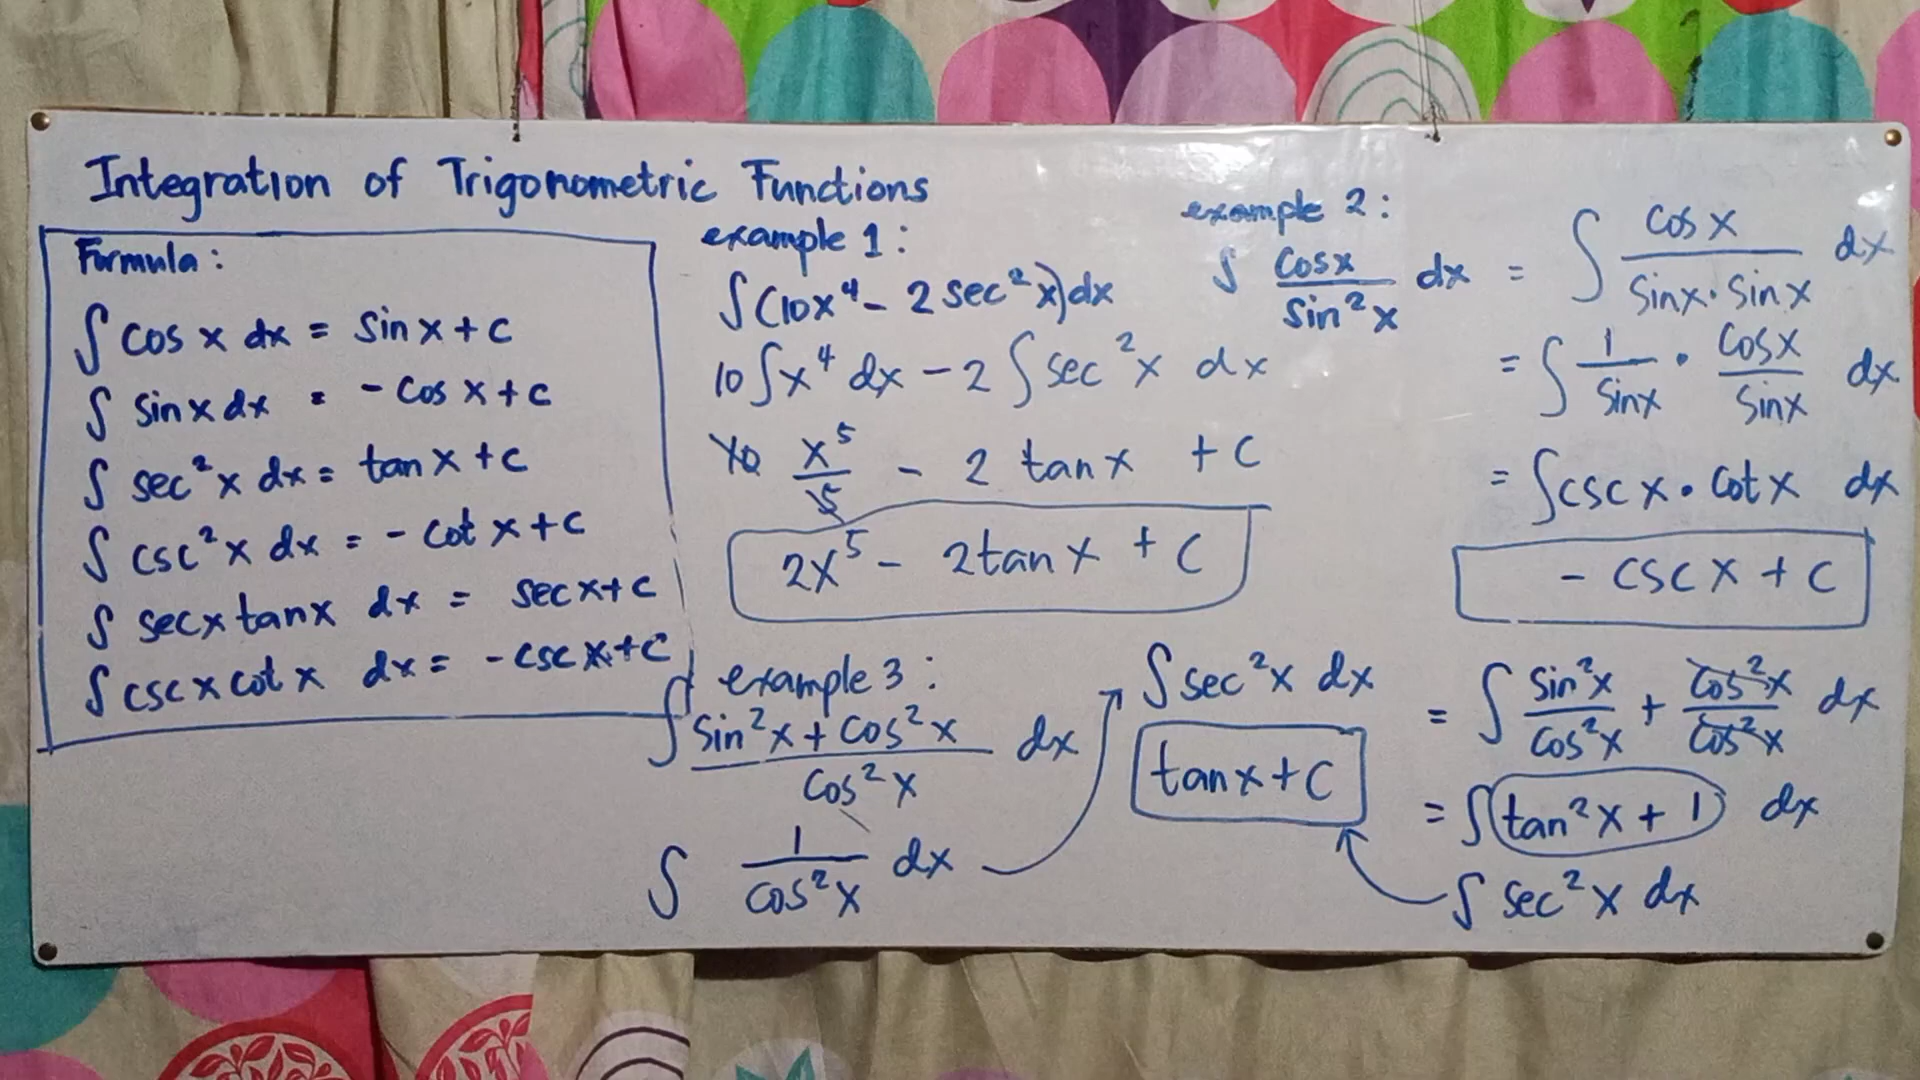 Integration of Trigonometric Functions
Formula:
∫ cos x dx = sin x + C
∫ sin x dx = - cos x + C
∫ sec²x dx = tan x + C
∫ csc²x dx = - cot x + C
∫ sec x tan x dx = sec x + C
∫ csc x cot x dx = - csc x + C
example 1:
∫(10x⁴ - 2 sec²x)dx
10∫x⁴ dx - 2 ∫ sec²x dx
10 x⁵/5 - 2 tan x + C
2x⁵ - 2tan x + C
example 2:
∫ cos x/sin²x dx = ∫ cos x/(sin x · sin x) dx
= ∫ 1/sin x · cos x/sin x dx
= ∫ csc x · cot x dx
- csc x + C
example 3:
∫ (sin²x + cos²x)/cos²x dx
∫ 1/cos²x dx
∫ sec²x dx
tan x + C
= ∫ sin²x/cos²x + cos²x/cos²x dx
= ∫(tan²x + 1) dx
∫ sec²x dx